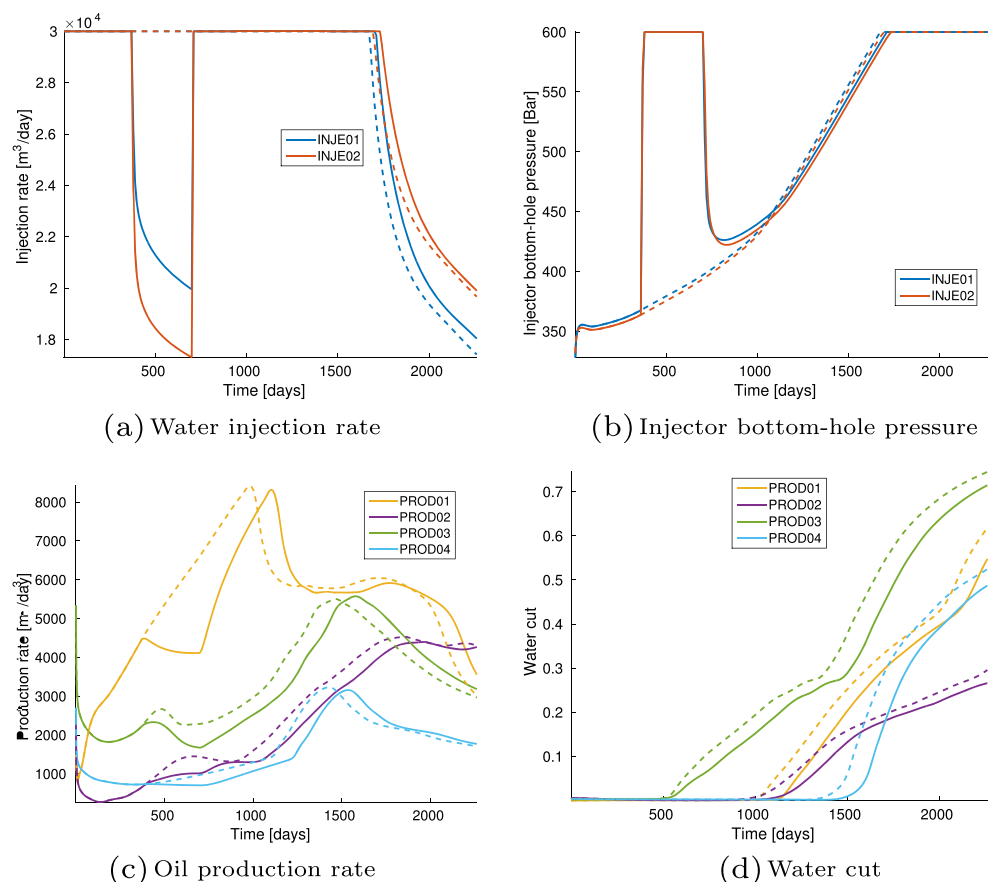 ×10⁴
3
2.8
2.6
2.4
2.2
2
1.8
Injection rate [m³/day]
INJE01
INJE02
500
1000
1500
2000
Time [days]
(a) Water injection rate
600
550
500
450
400
350
Injector bottom-hole pressure [Bar]
INJE01
INJE02
500
1000
1500
2000
Time [days]
(b) Injector bottom-hole pressure
8000
7000
6000
5000
4000
3000
2000
1000
PROD01
PROD02
PROD03
PROD04
500
1000
1500
2000
Time [days]
(c) Oil production rate
0.7
0.6
0.5
0.4
0.3
0.2
0.1
Water cut
PROD01
PROD02
PROD03
PROD04
500
1000
1500
2000
Time [days]
(d) Water cut